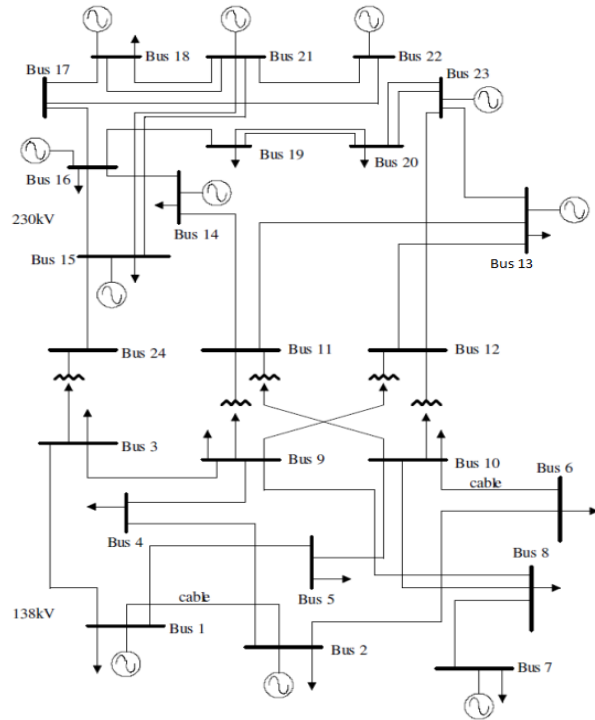 Bus 18
Bus 21
Bus 22
Bus 17
Bus 23
Bus 19
Bus 20
Bus 16
230kV
Bus 14
Bus 15
Bus 13
Bus 24
Bus 11
Bus 12
Bus 3
Bus 9
Bus 10
Bus 6
cable
Bus 4
Bus 8
Bus 5
cable
138kV
Bus 1
Bus 2
Bus 7